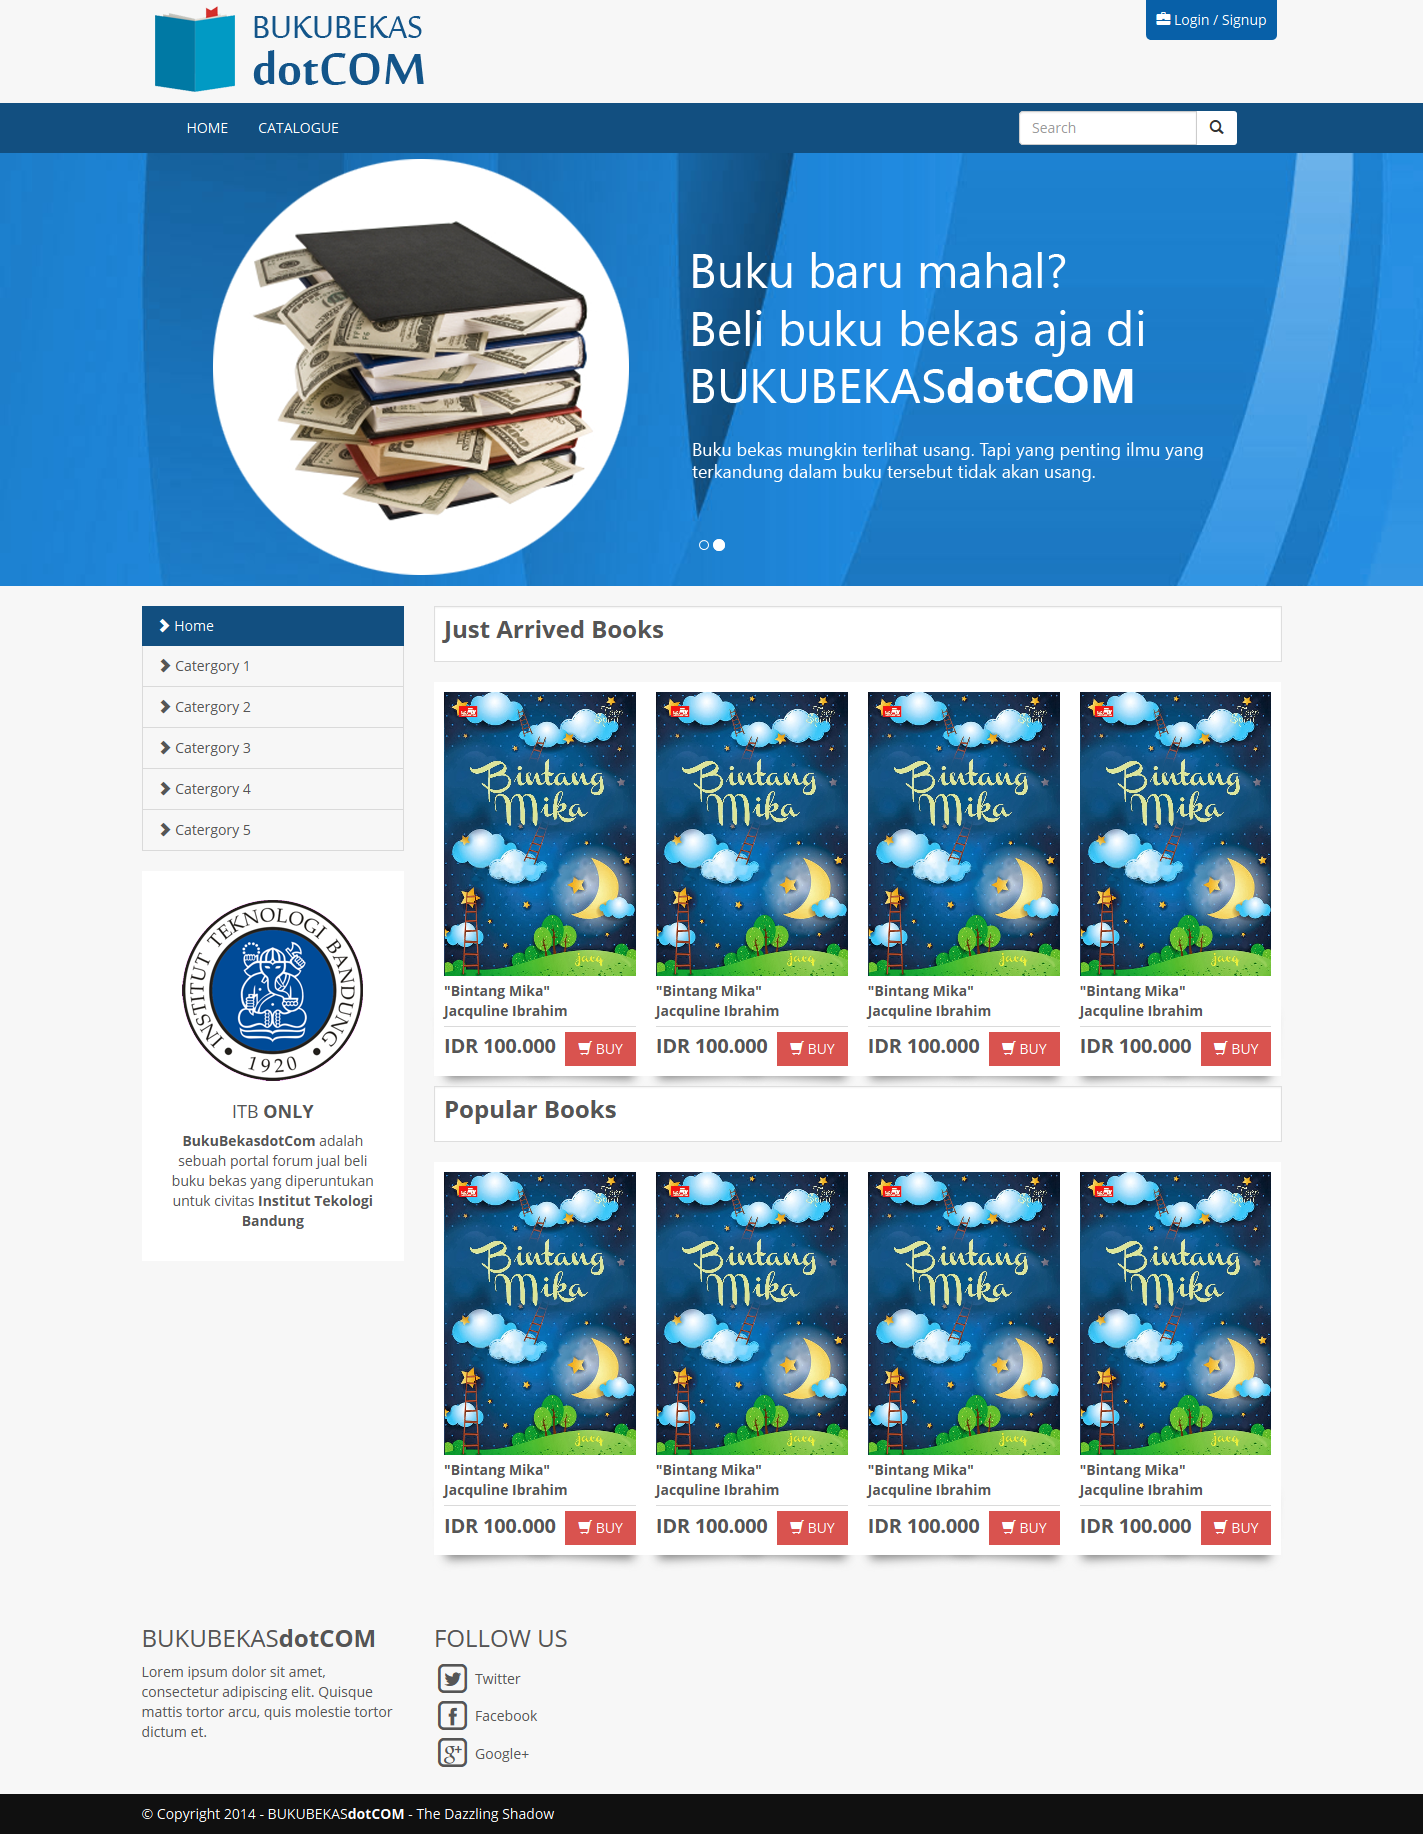 BUKUBEKAS
dotCOM
Login / Signup
HOME CATALOGUE
Search
Buku baru mahal?
Beli buku bekas aja di
BUKUBEKASdotCOM
Buku bekas mungkin terlihat usang. Tapi yang penting ilmu yang
terkandung dalam buku tersebut tidak akan usang.
Home
Catergory 1
Catergory 2
Catergory 3
Catergory 4
Catergory 5
INSTITUT TEKNOLOGI BANDUNG
1920
ITB ONLY
BukuBekasdotCom adalah
sebuah portal forum jual beli
buku bekas yang diperuntukan
untuk civitas Institut Tekologi
Bandung
Just Arrived Books
Bintang Bintang Bintang Bintang
Mika Mika Mika Mika
jacq jacq jacq jacq
"Bintang Mika" "Bintang Mika" "Bintang Mika" "Bintang Mika"
Jacquline Ibrahim Jacquline Ibrahim Jacquline Ibrahim Jacquline Ibrahim
IDR 100.000 BUY IDR 100.000 BUY IDR 100.000 BUY IDR 100.000 BUY
Popular Books
Bintang Bintang Bintang Bintang
Mika Mika Mika Mika
jacq jacq jacq jacq
"Bintang Mika" "Bintang Mika" "Bintang Mika" "Bintang Mika"
Jacquline Ibrahim Jacquline Ibrahim Jacquline Ibrahim Jacquline Ibrahim
IDR 100.000 BUY IDR 100.000 BUY IDR 100.000 BUY IDR 100.000 BUY
BUKUBEKASdotCOM
Lorem ipsum dolor sit amet,
consectetur adipiscing elit. Quisque
mattis tortor arcu, quis molestie tortor
dictum et.
FOLLOW US
Twitter
Facebook
Google+
© Copyright 2014 - BUKUBEKASdotCOM - The Dazzling Shadow